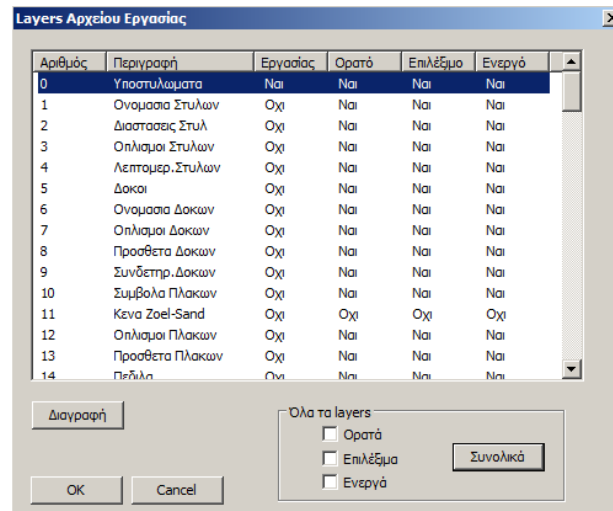 Layers Αρχείου Εργασίας
Αριθμός Περιγραφή Εργασίας Ορατό Επιλέξιμο Ενεργό
0 Υποστυλωματα Ναι Ναι Ναι Ναι
1 Ονομασια Στυλων Οχι Ναι Ναι Ναι
2 Διαστασεις Στυλ Οχι Ναι Ναι Ναι
3 Οπλισμοι Στυλων Οχι Ναι Ναι Ναι
4 Λεπτομερ.Στυλων Οχι Ναι Ναι Ναι
5 Δοκοι Οχι Ναι Ναι Ναι
6 Ονομασια Δοκων Οχι Ναι Ναι Ναι
7 Οπλισμοι Δοκων Οχι Ναι Ναι Ναι
8 Προσθετα Δοκων Οχι Ναι Ναι Ναι
9 Συνδετηρ.Δοκων Οχι Ναι Ναι Ναι
10 Συμβολα Πλακων Οχι Ναι Ναι Ναι
11 Κενα Zoel-Sand Οχι Οχι Οχι Οχι
12 Οπλισμοι Πλακων Οχι Ναι Ναι Ναι
13 Προσθετα Πλακων Οχι Ναι Ναι Ναι
14 Πεδιλα Οχι Ναι Ναι Ναι
Διαγραφή
Όλα τα layers
Ορατά
Επιλέξιμα
Ενεργά
Συνολικά
OK Cancel